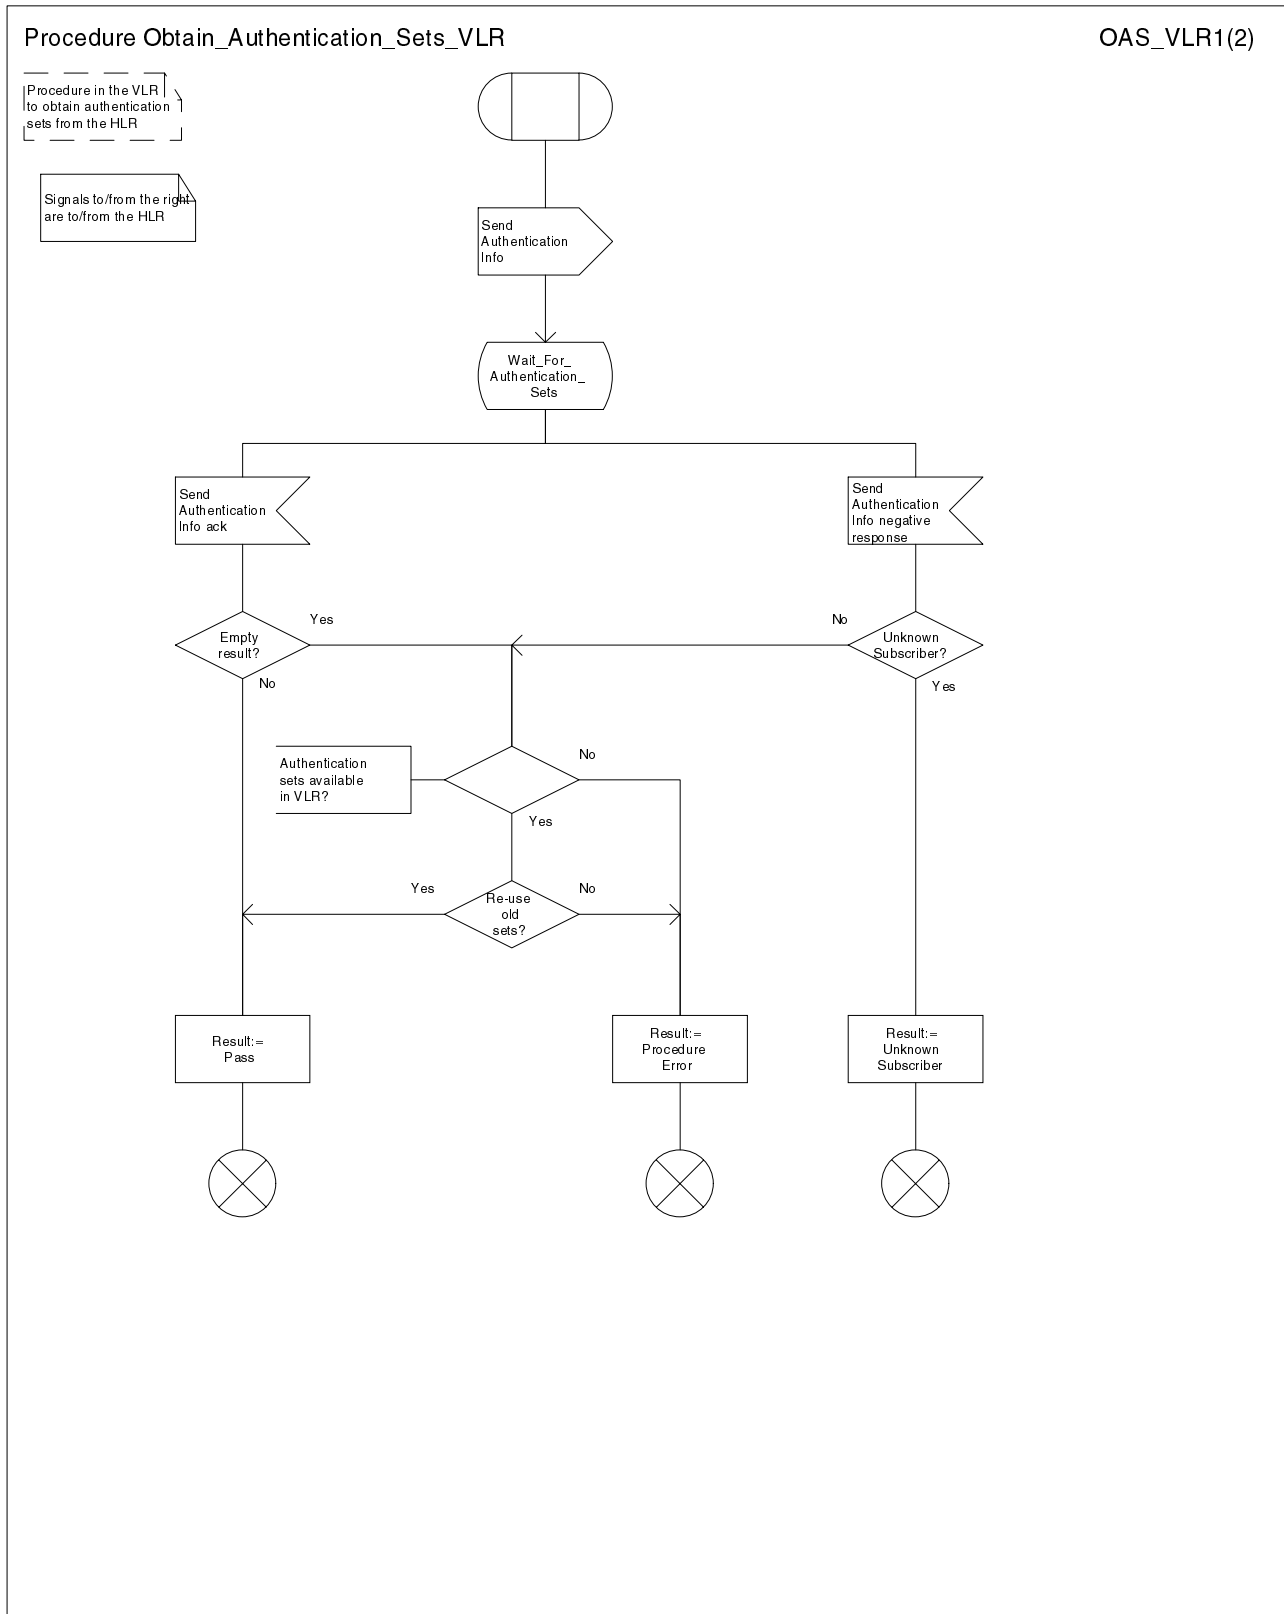 Procedure Obtain_Authentication_Sets_VLR
OAS_VLR1(2)
Procedure in the VLR
to obtain authentication
sets from the HLR
Signals to/from the right
are to/from the HLR
Send
Authentication
Info
Wait_For_
Authentication_
Sets
Send
Authentication
Info ack
Send
Authentication
Info negative
response
Empty
result?
Yes
No
Unknown
Subscriber?
No
Yes
Authentication
sets available
in VLR?
No
Yes
Re-use
old
sets?
Yes
No
Result:=
Pass
Result:=
Procedure
Error
Result:=
Unknown
Subscriber